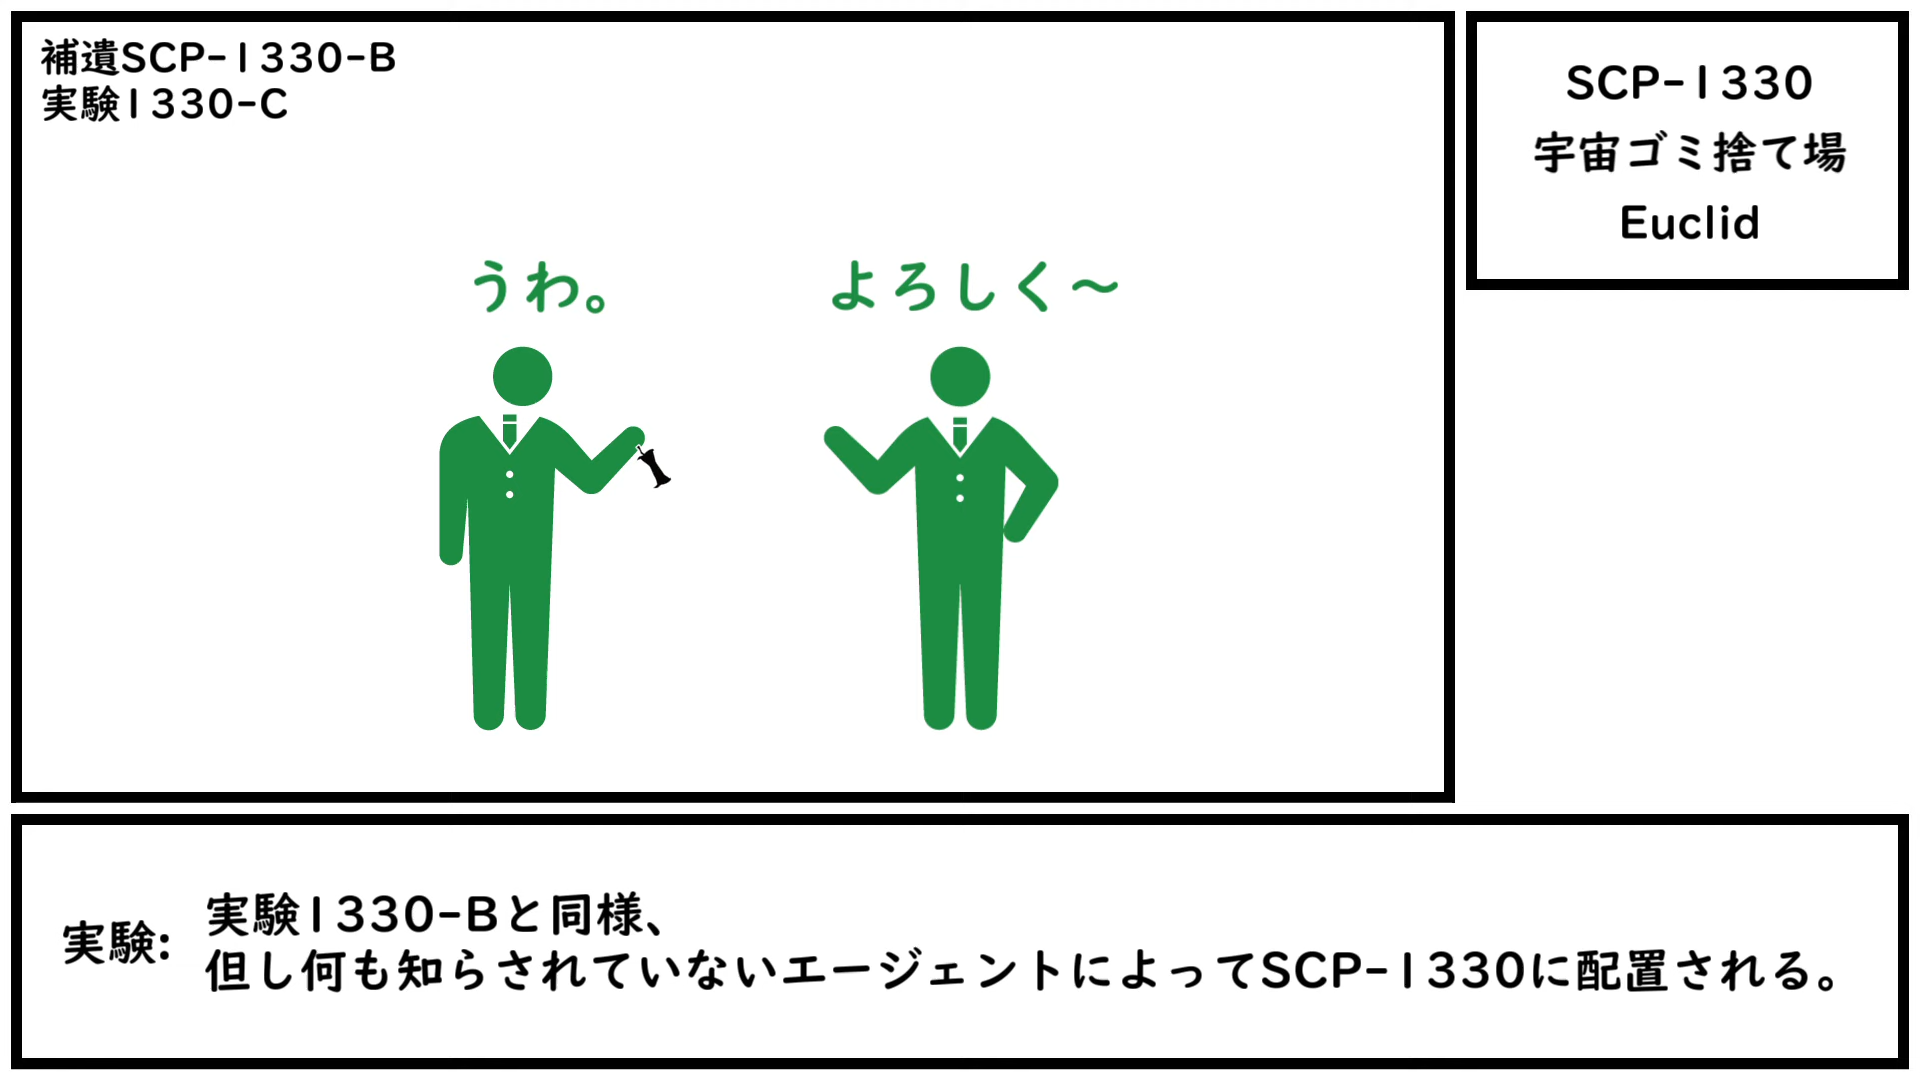 補遺SCP-1330-B
実験1330-C
SCP-1330
宇宙ゴミ捨て場
Euclid
うわ。
よろしく～
実験:
実験1330-Bと同様、
但し何も知らされていないエージェントによってSCP-1330に配置される。